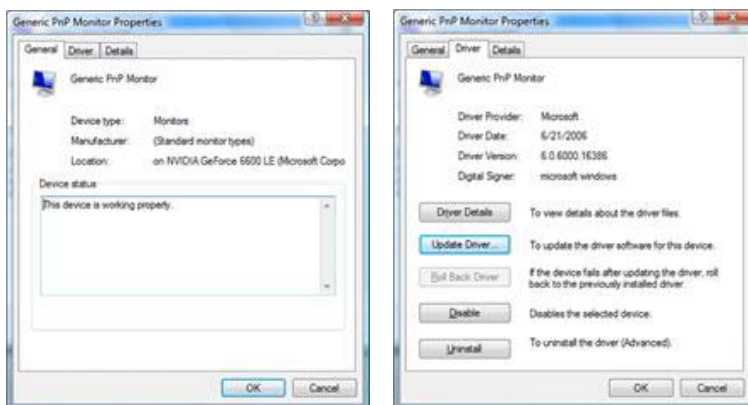 Generic PnP Monitor Properties
General Driver Details
Generic PnP Monitor
Device type: Monitors
Manufacturer: (Standard monitor types)
Location: on NVIDIA GeForce 6600 LE (Microsoft Corpo
Device status
This device is working properly.
OK Cancel
Generic PnP Monitor Properties
General Driver Details
Generic PnP Monitor
Driver Provider: Microsoft
Driver Date: 6/21/2006
Driver Version: 6.0.6000.16386
Digital Signer: microsoft windows
Driver Details To view details about the driver files.
Update Driver... To update the driver software for this device.
Roll Back Driver If the device fails after updating the driver, roll
back to the previously installed driver.
Disable Disables the selected device.
Uninstall To uninstall the driver (Advanced).
OK Cancel